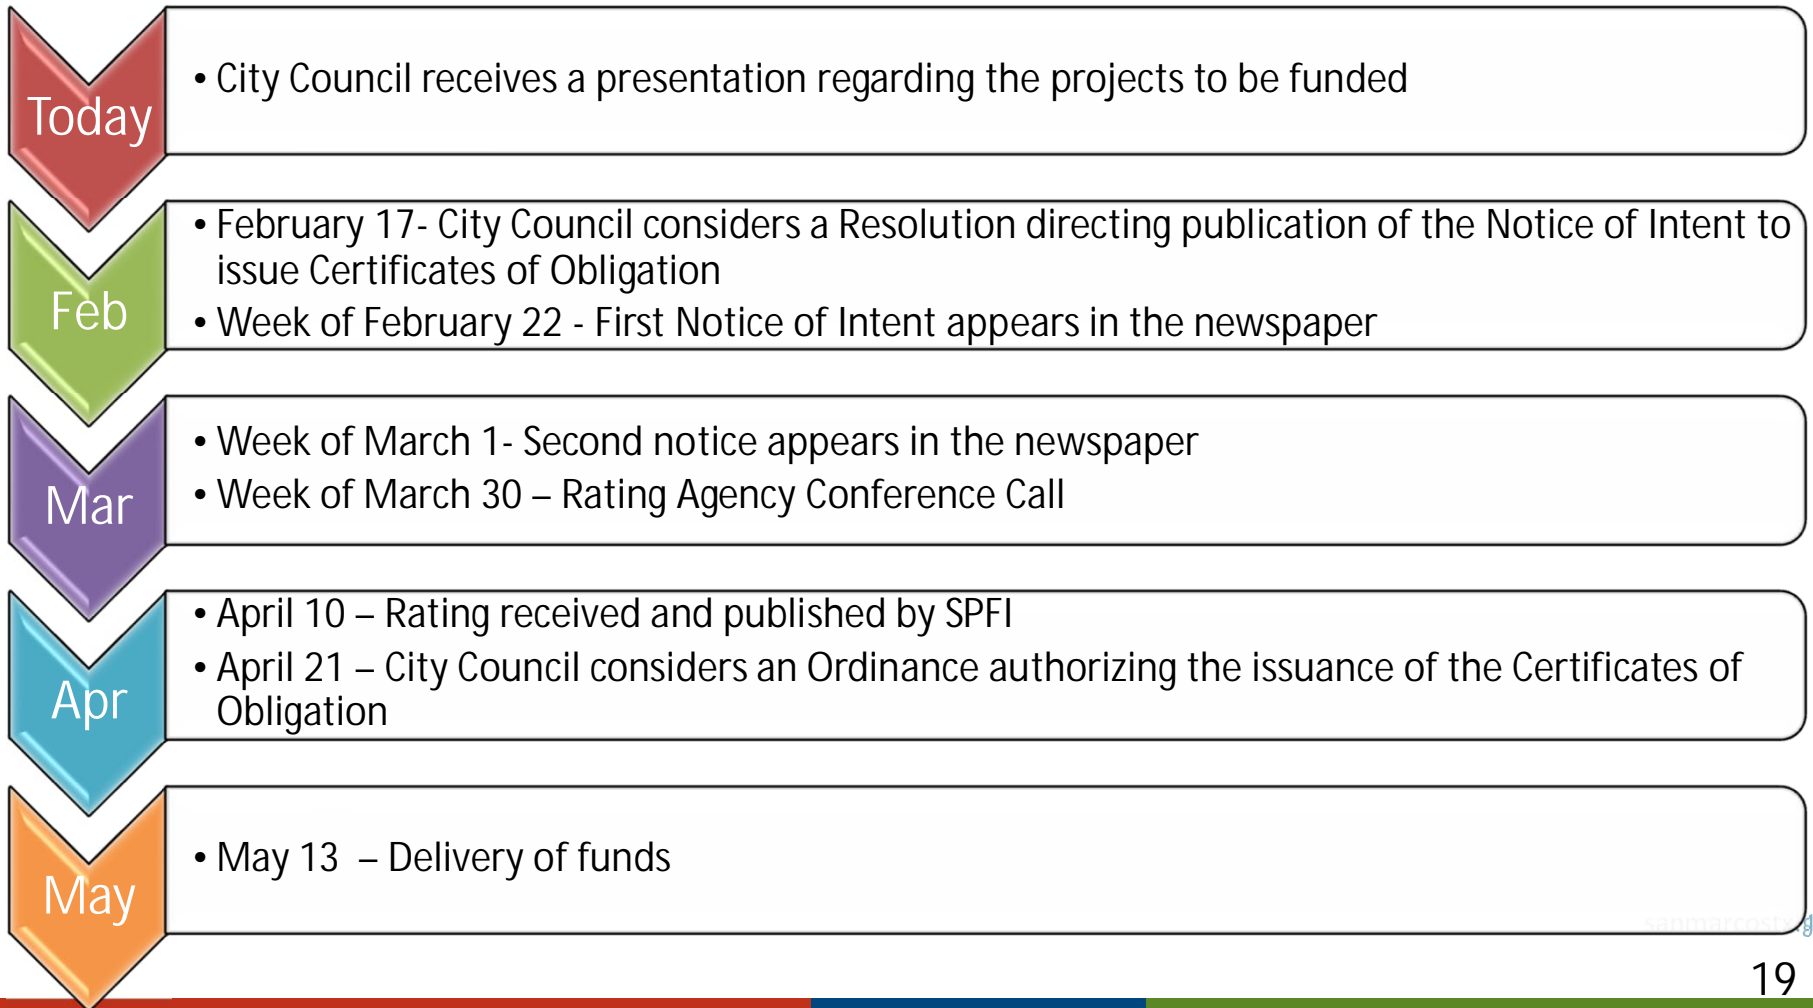 Today
• City Council receives a presentation regarding the projects to be funded
Feb
• February 17- City Council considers a Resolution directing publication of the Notice of Intent to
issue Certificates of Obligation
• Week of February 22 - First Notice of Intent appears in the newspaper
Mar
• Week of March 1- Second notice appears in the newspaper
• Week of March 30 – Rating Agency Conference Call
Apr
• April 10 – Rating received and published by SPFI
• April 21 – City Council considers an Ordinance authorizing the issuance of the Certificates of
Obligation
May
• May 13  – Delivery of funds
19